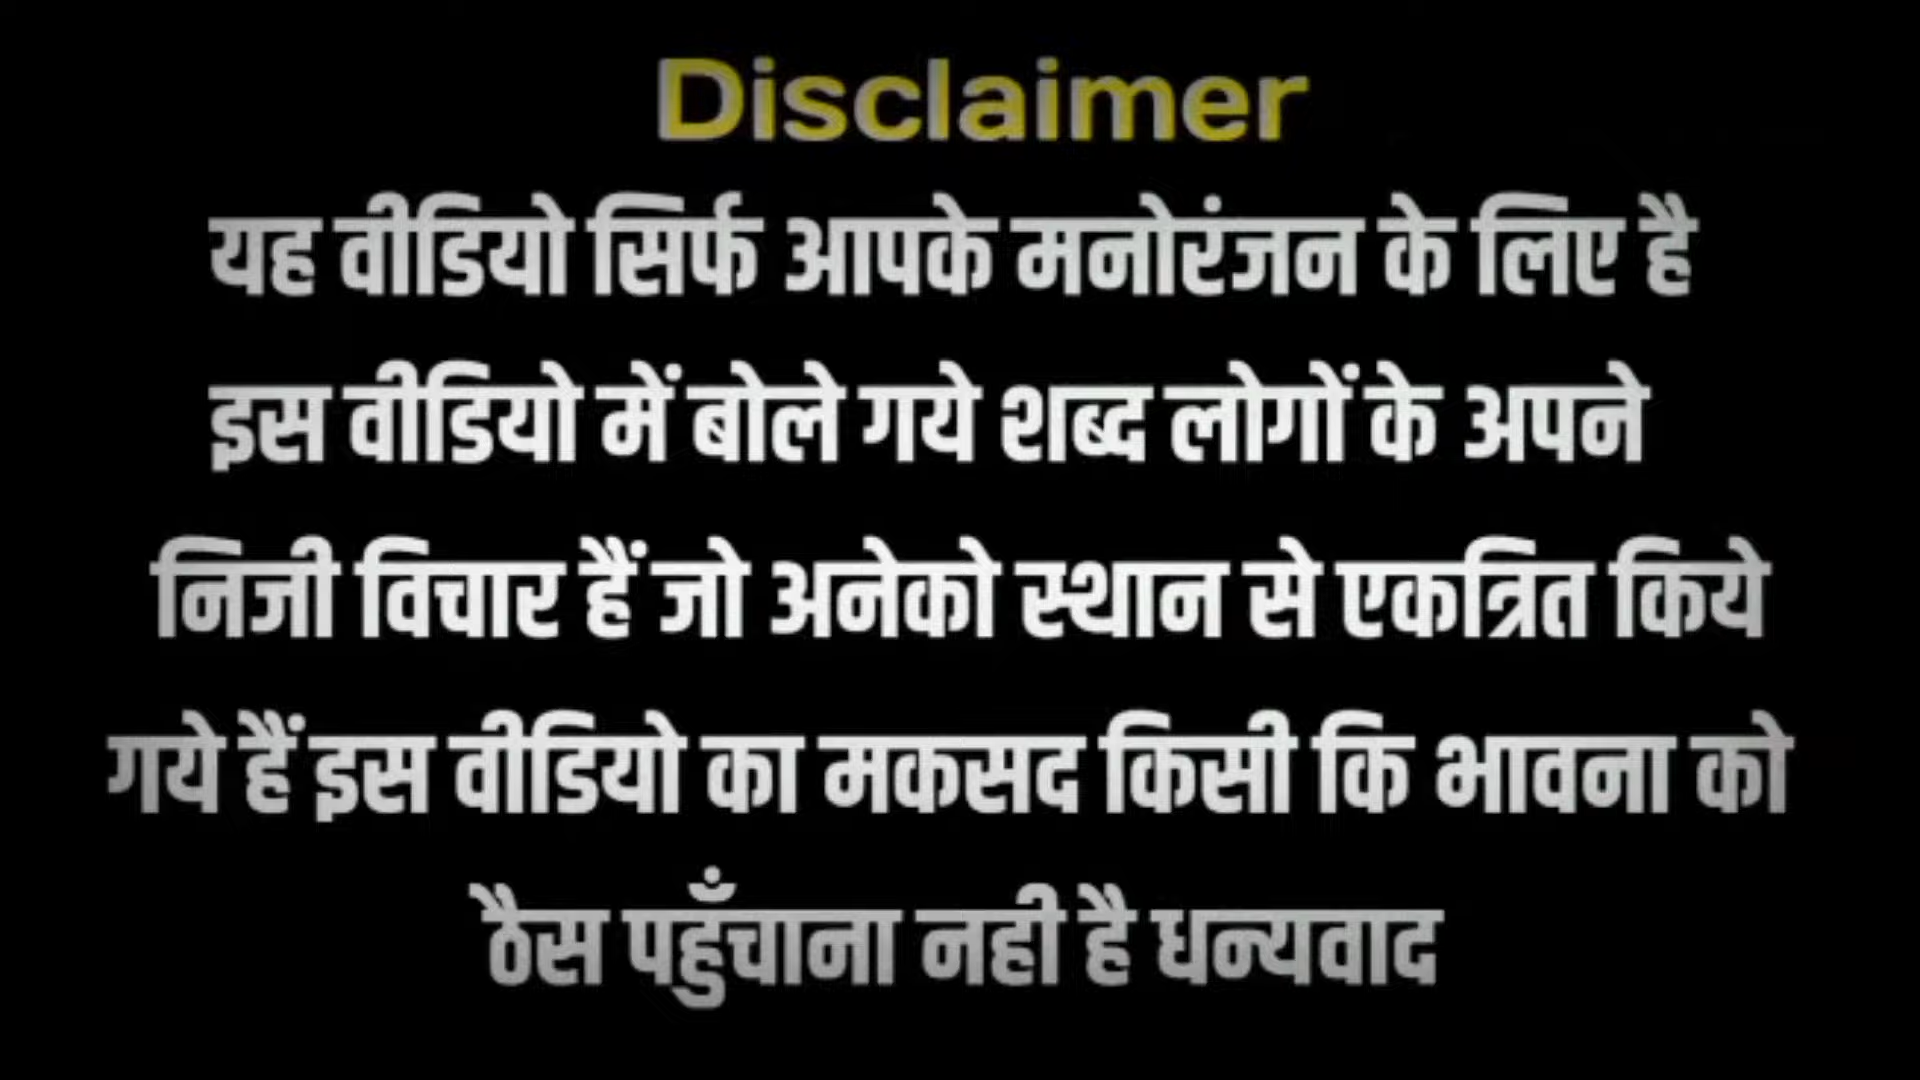 Disclaimer
यह वीडियो सिर्फ आपके मनोरंजन के लिए है
इस वीडियो में बोले गये शब्द लोगों के अपने
निजी विचार हैं जो अनेको स्थान से एकत्रित किये
गये हैं इस वीडियो का मकसद किसी कि भावना को
ठैस पहुँचाना नही है धन्यवाद